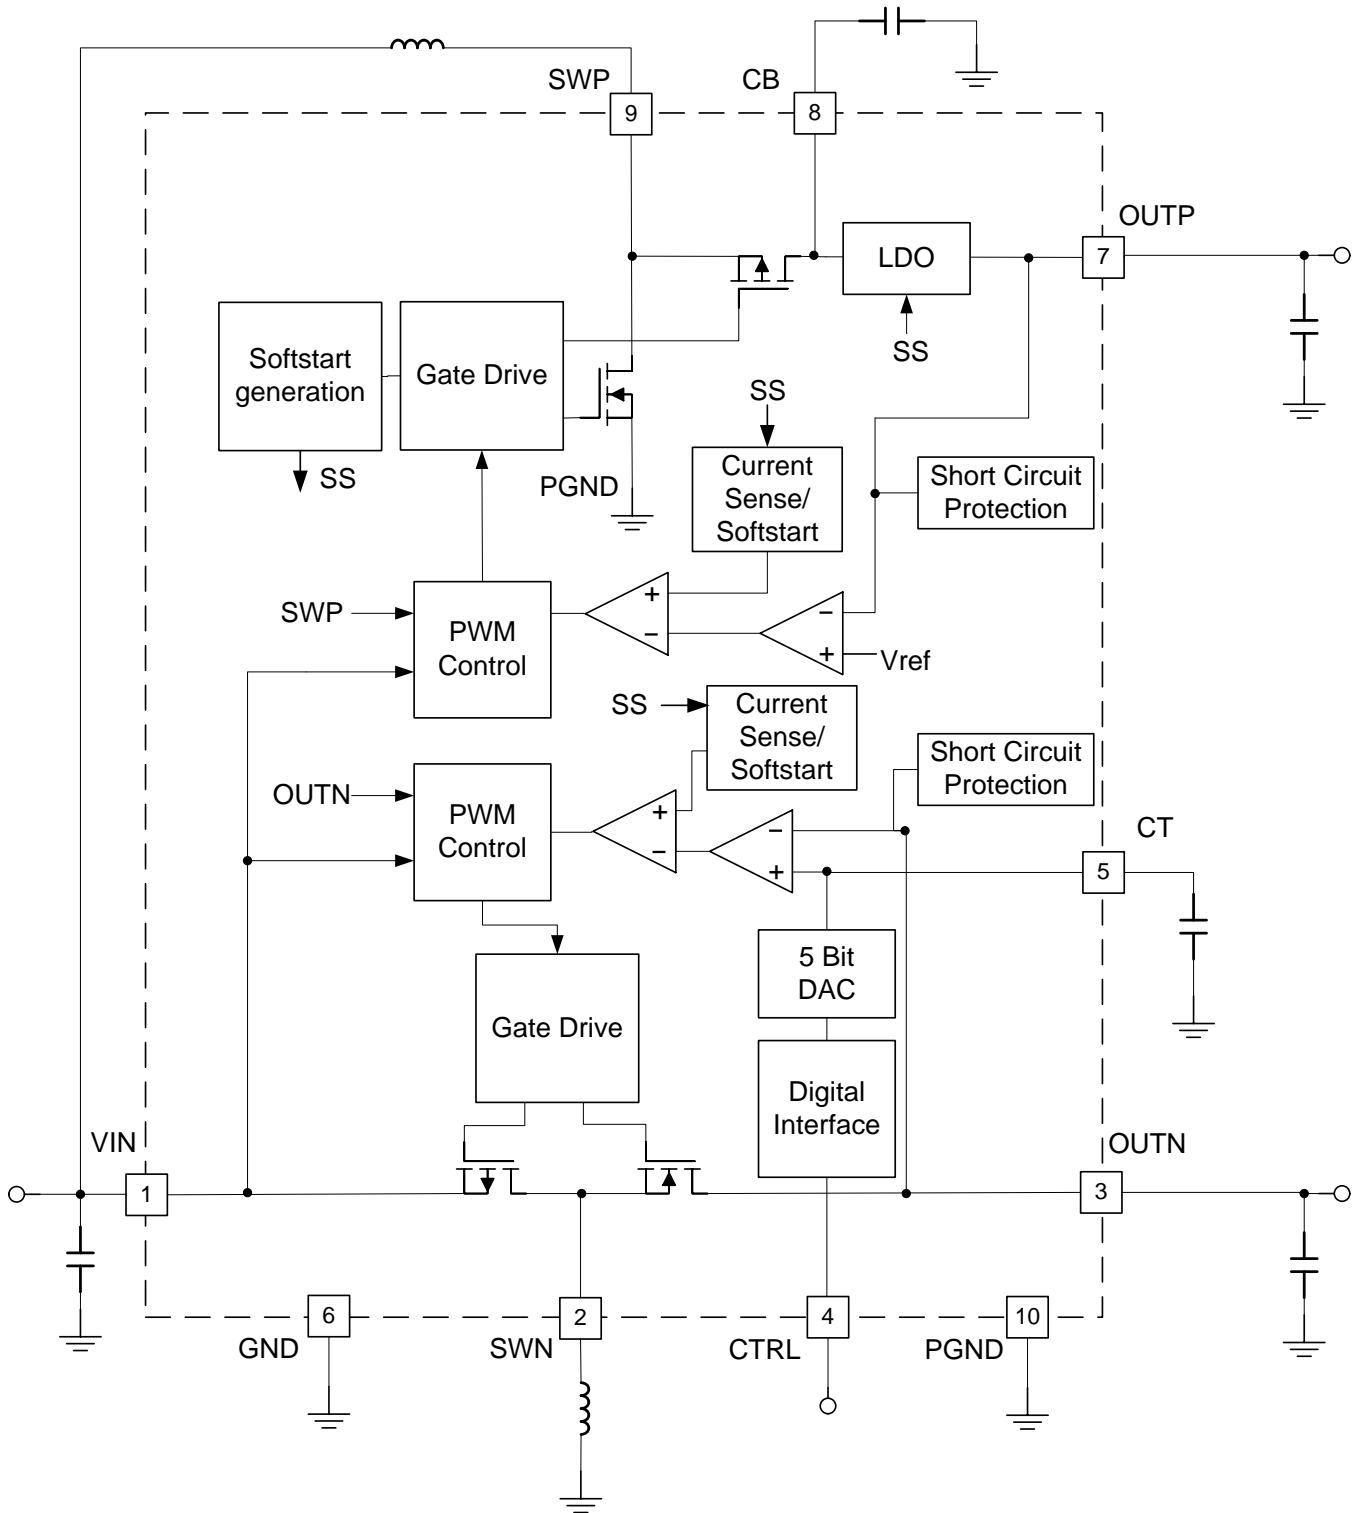 SWP
CB
9
8
OUTP
7
LDO
SS
Softstart
generation
Gate Drive
SS
SS
PGND
Current
Sense/
Softstart
Short Circuit
Protection
SWP
PWM
Control
+
−
−
+
Vref
SS
Current
Sense/
Softstart
Short Circuit
Protection
OUTN
PWM
Control
+
−
−
+
CT
5
5 Bit
DAC
Gate Drive
Digital
Interface
VIN
1
OUTN
3
6
2
4
10
GND
SWN
CTRL
PGND